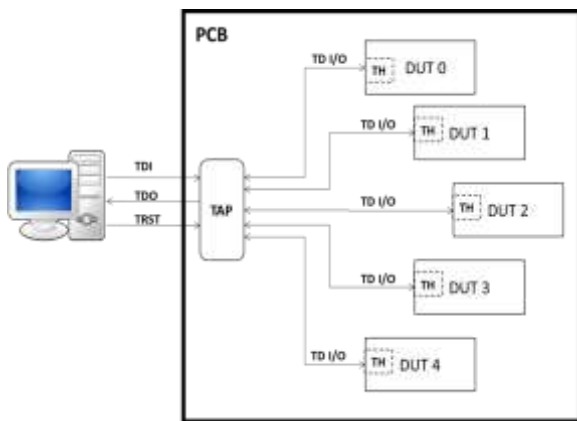 PCB
TD I/O
TH
DUT 0
TD I/O
TH
DUT 1
TDI
TDO
TRST
TAP
TD I/O
TH
DUT 2
TD I/O
TH
DUT 3
TD I/O
TH
DUT 4